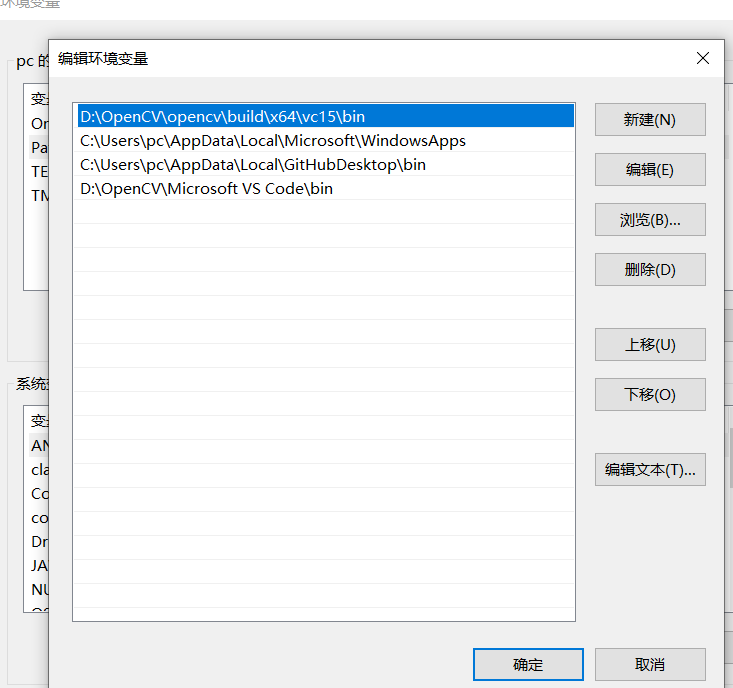 环境变量
编辑环境变量
pc 的
D:\OpenCV\opencv\build\x64\vc15\bin
C:\Users\pc\AppData\Local\Microsoft\WindowsApps
C:\Users\pc\AppData\Local\GitHubDesktop\bin
D:\OpenCV\Microsoft VS Code\bin
新建(N)
编辑(E)
浏览(B)...
删除(D)
上移(U)
下移(O)
编辑文本(T)...
变
On
Pa
TE
TM
系统
变
AN
cla
Co
co
Dr
JA
NU
OS
确定
取消